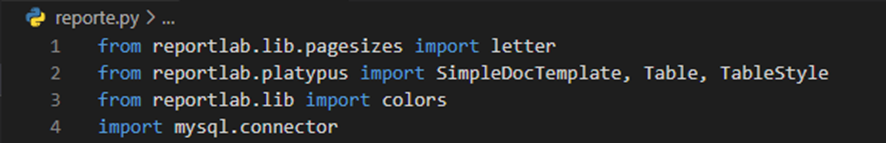 reporte.py > ...
1 from reportlab.lib.pagesizes import letter
2 from reportlab.platypus import SimpleDocTemplate, Table, TableStyle
3 from reportlab.lib import colors
4 import mysql.connector